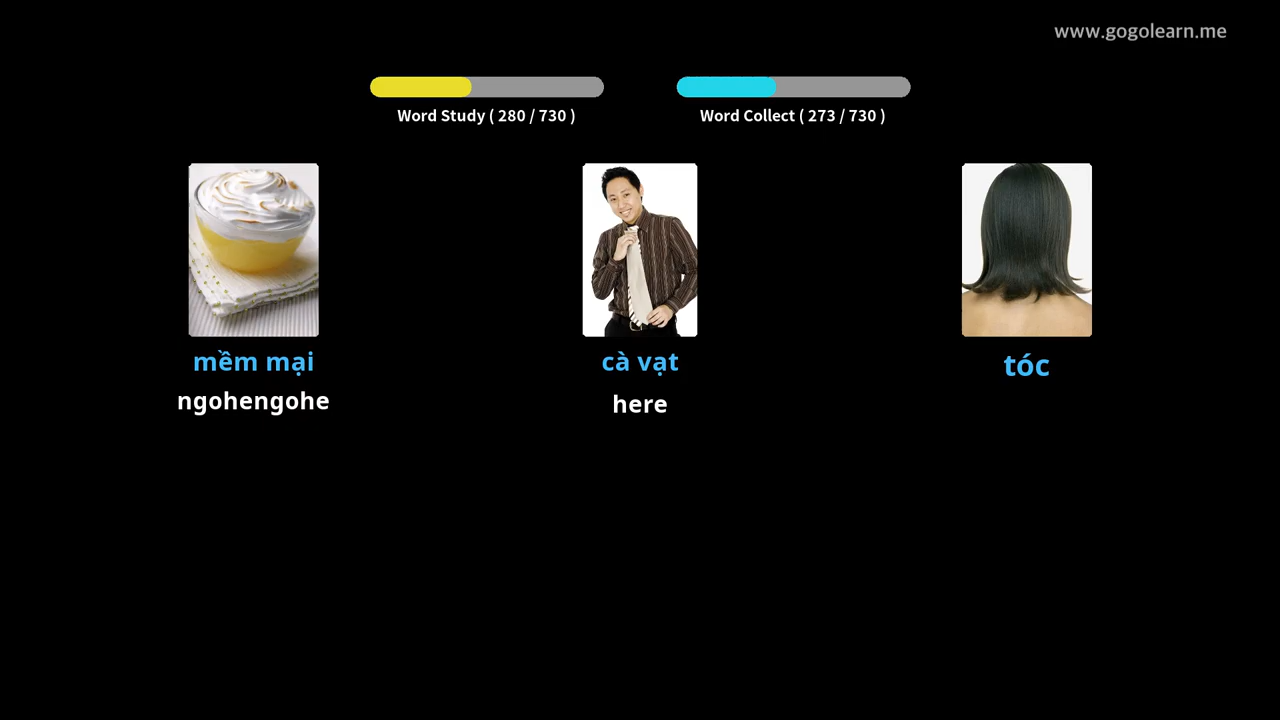 www.gogolearn.me
Word Study ( 280 / 730 )
Word Collect ( 273 / 730 )
mềm mại
cà vạt
tóc
ngohengohe
here